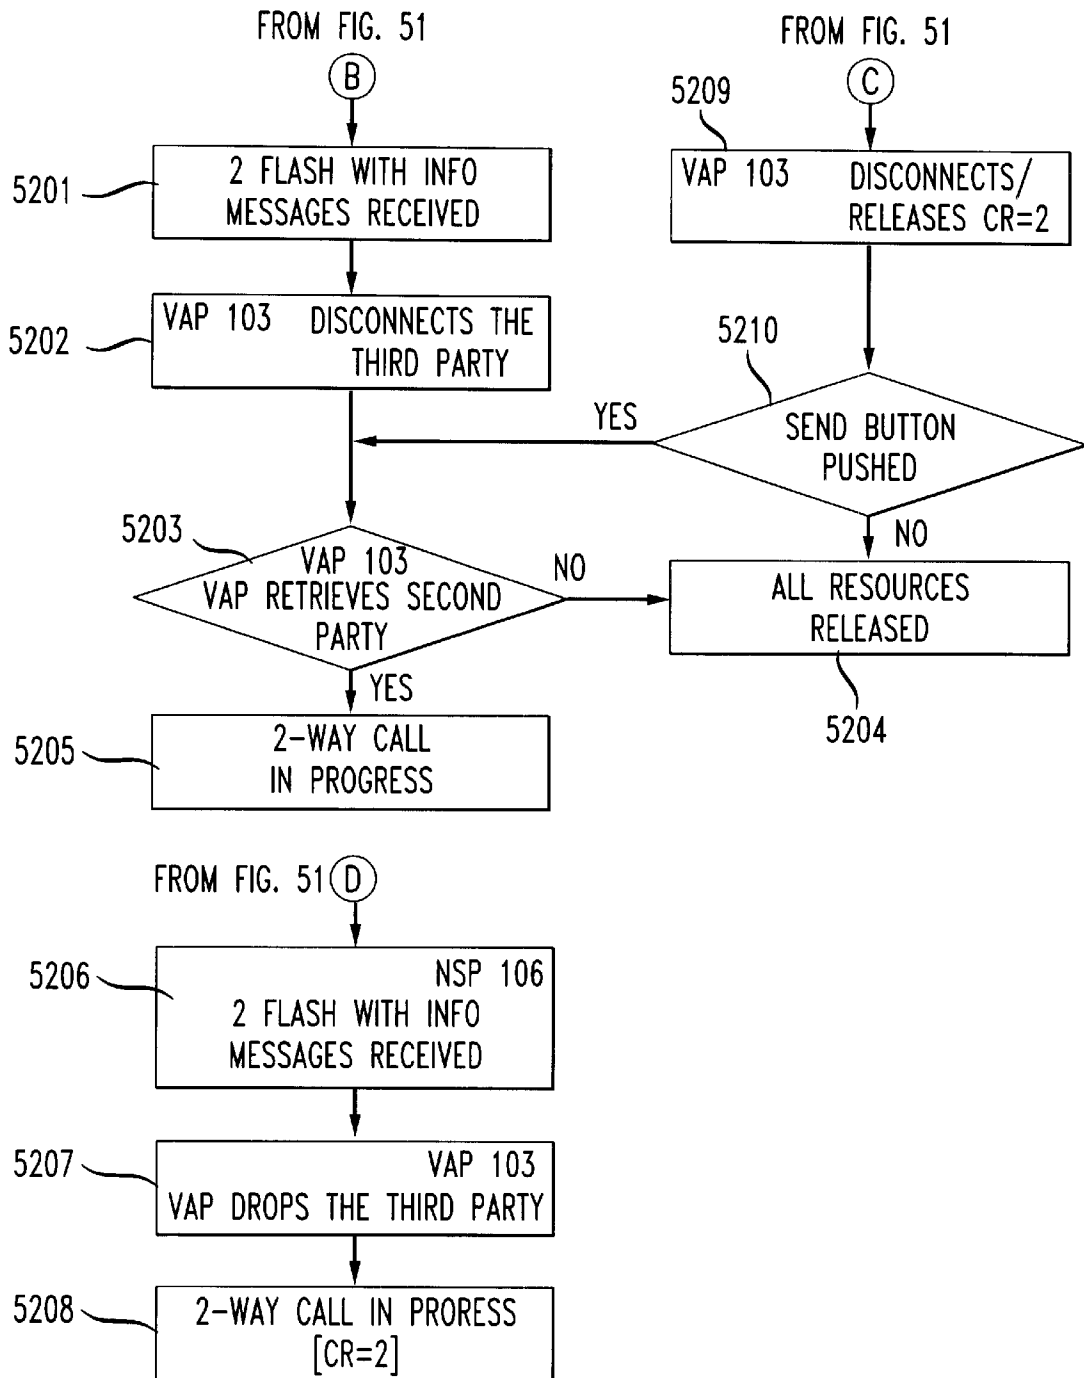 FROM FIG. 51
B
5201
2 FLASH WITH INFO
MESSAGES RECEIVED
5202
VAP 103 DISCONNECTS THE
THIRD PARTY
5203
VAP 103
VAP RETRIEVES SECOND
PARTY
NO
YES
5205
2-WAY CALL
IN PROGRESS
FROM FIG. 51
C
5209
VAP 103 DISCONNECTS/
RELEASES CR=2
5210
SEND BUTTON
PUSHED
YES
NO
ALL RESOURCES
RELEASED
5204
FROM FIG. 51 D
5206
NSP 106
2 FLASH WITH INFO
MESSAGES RECEIVED
5207
VAP 103
VAP DROPS THE THIRD PARTY
5208
2-WAY CALL IN PRORESS
[CR=2]